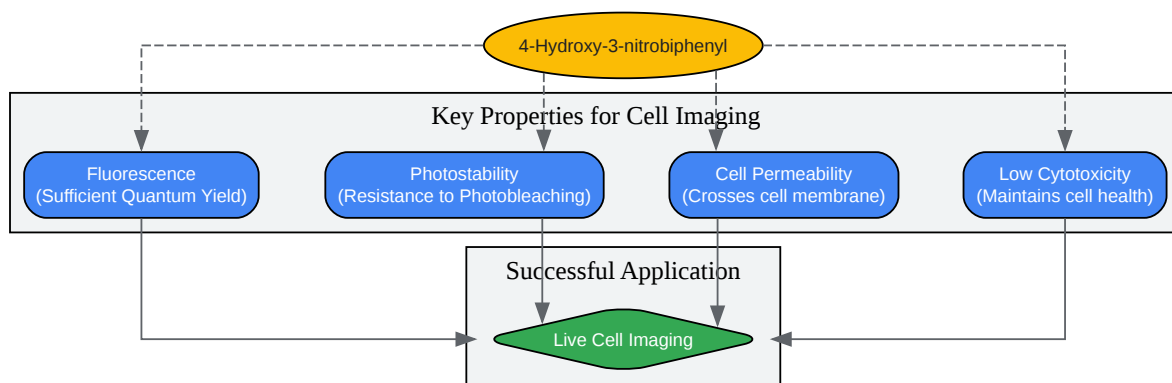 4-Hydroxy-3-nitrobiphenyl
Key Properties for Cell Imaging
Fluorescence
(Sufficient Quantum Yield)
Photostability
(Resistance to Photobleaching)
Cell Permeability
(Crosses cell membrane)
Low Cytotoxicity
(Maintains cell health)
Successful Application
Live Cell Imaging